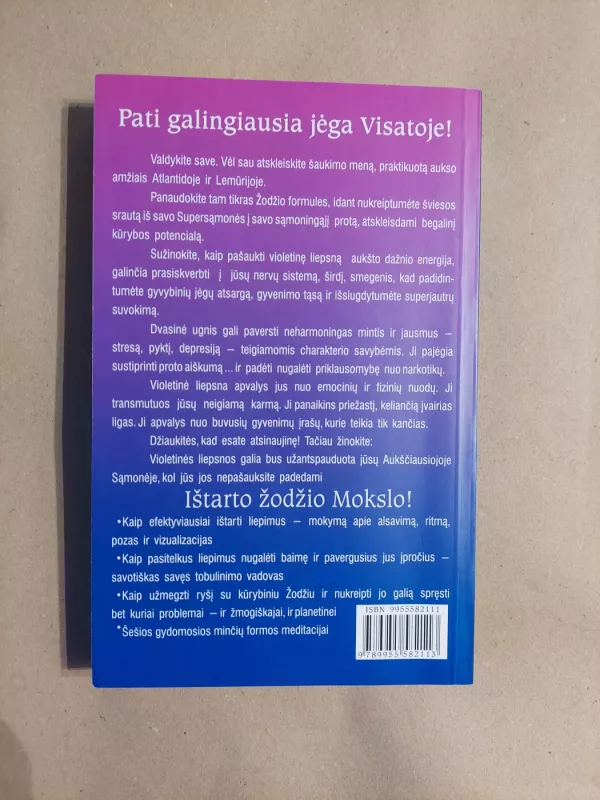 Pati galingiausia jėga Visatoje!
Valdykite save. Vėl sau atskleiskite šaukimo meną, praktikuotą aukso
amžiais Atlantidoje ir Lemūrijoje.
Panaudokite tam tikras Žodžio formules, idant nukreiptumėte šviesos
srautą iš savo Supersąmonės į savo sąmoningąjį protą, atskleisdami begalinį
kūrybos potencialą.
Sužinokite, kaip pašaukti violetinę liepsną aukšto dažnio energija,
galinčia prasiskverbti į jūsų nervų sistemą, širdį, smegenis, kad padidin-
tumėte gyvybinių jėgų atsargą, gyvenimo tąsą ir išsiugdytumėte superjautrų
suvokimą.
Dvasinė ugnis gali paversti neharmoningas mintis ir jausmus –
stresą, pyktį, depresiją – teigiamomis charakterio savybėmis. Ji pajėgia
sustiprinti proto aiškumą... ir padėti nugalėti priklausomybę nuo narkotikų.
Violetinė liepsna apvalys jus nuo emocinių ir fizinių nuodų. Ji
transmutuos jūsų neigiamą karmą. Ji panaikins priežastį, keliančią įvairias
ligas. Ji apvalys nuo buvusių gyvenimų įrašų, kurie teikia tik kančias.
Džiaukitės, kad esate atsinaujinę! Tačiau žinokite:
Violetinės liepsnos galia bus užantspauduota jūsų Aukščiausiojoje
Sąmonėje, kol jūs jos nepašauksite padedami
Ištarto žodžio Mokslo!
•Kaip efektyviausiai ištarti liepimus – mokymą apie alsavimą, ritmą,
pozas ir vizualizacijas
•Kaip pasitelkus liepimus nugalėti baimę ir pavergusius jus įpročius –
savotiškas savęs tobulinimo vadovas
•Kaip užmegzti ryšį su kūrybiniu Žodžiu ir nukreipti jo galią spręsti
bet kuriai problemai – ir žmogiškajai, ir planetinei
•Šešios gydomosios minčių formos meditacijai
ISBN 9955582111
9 789955 582113